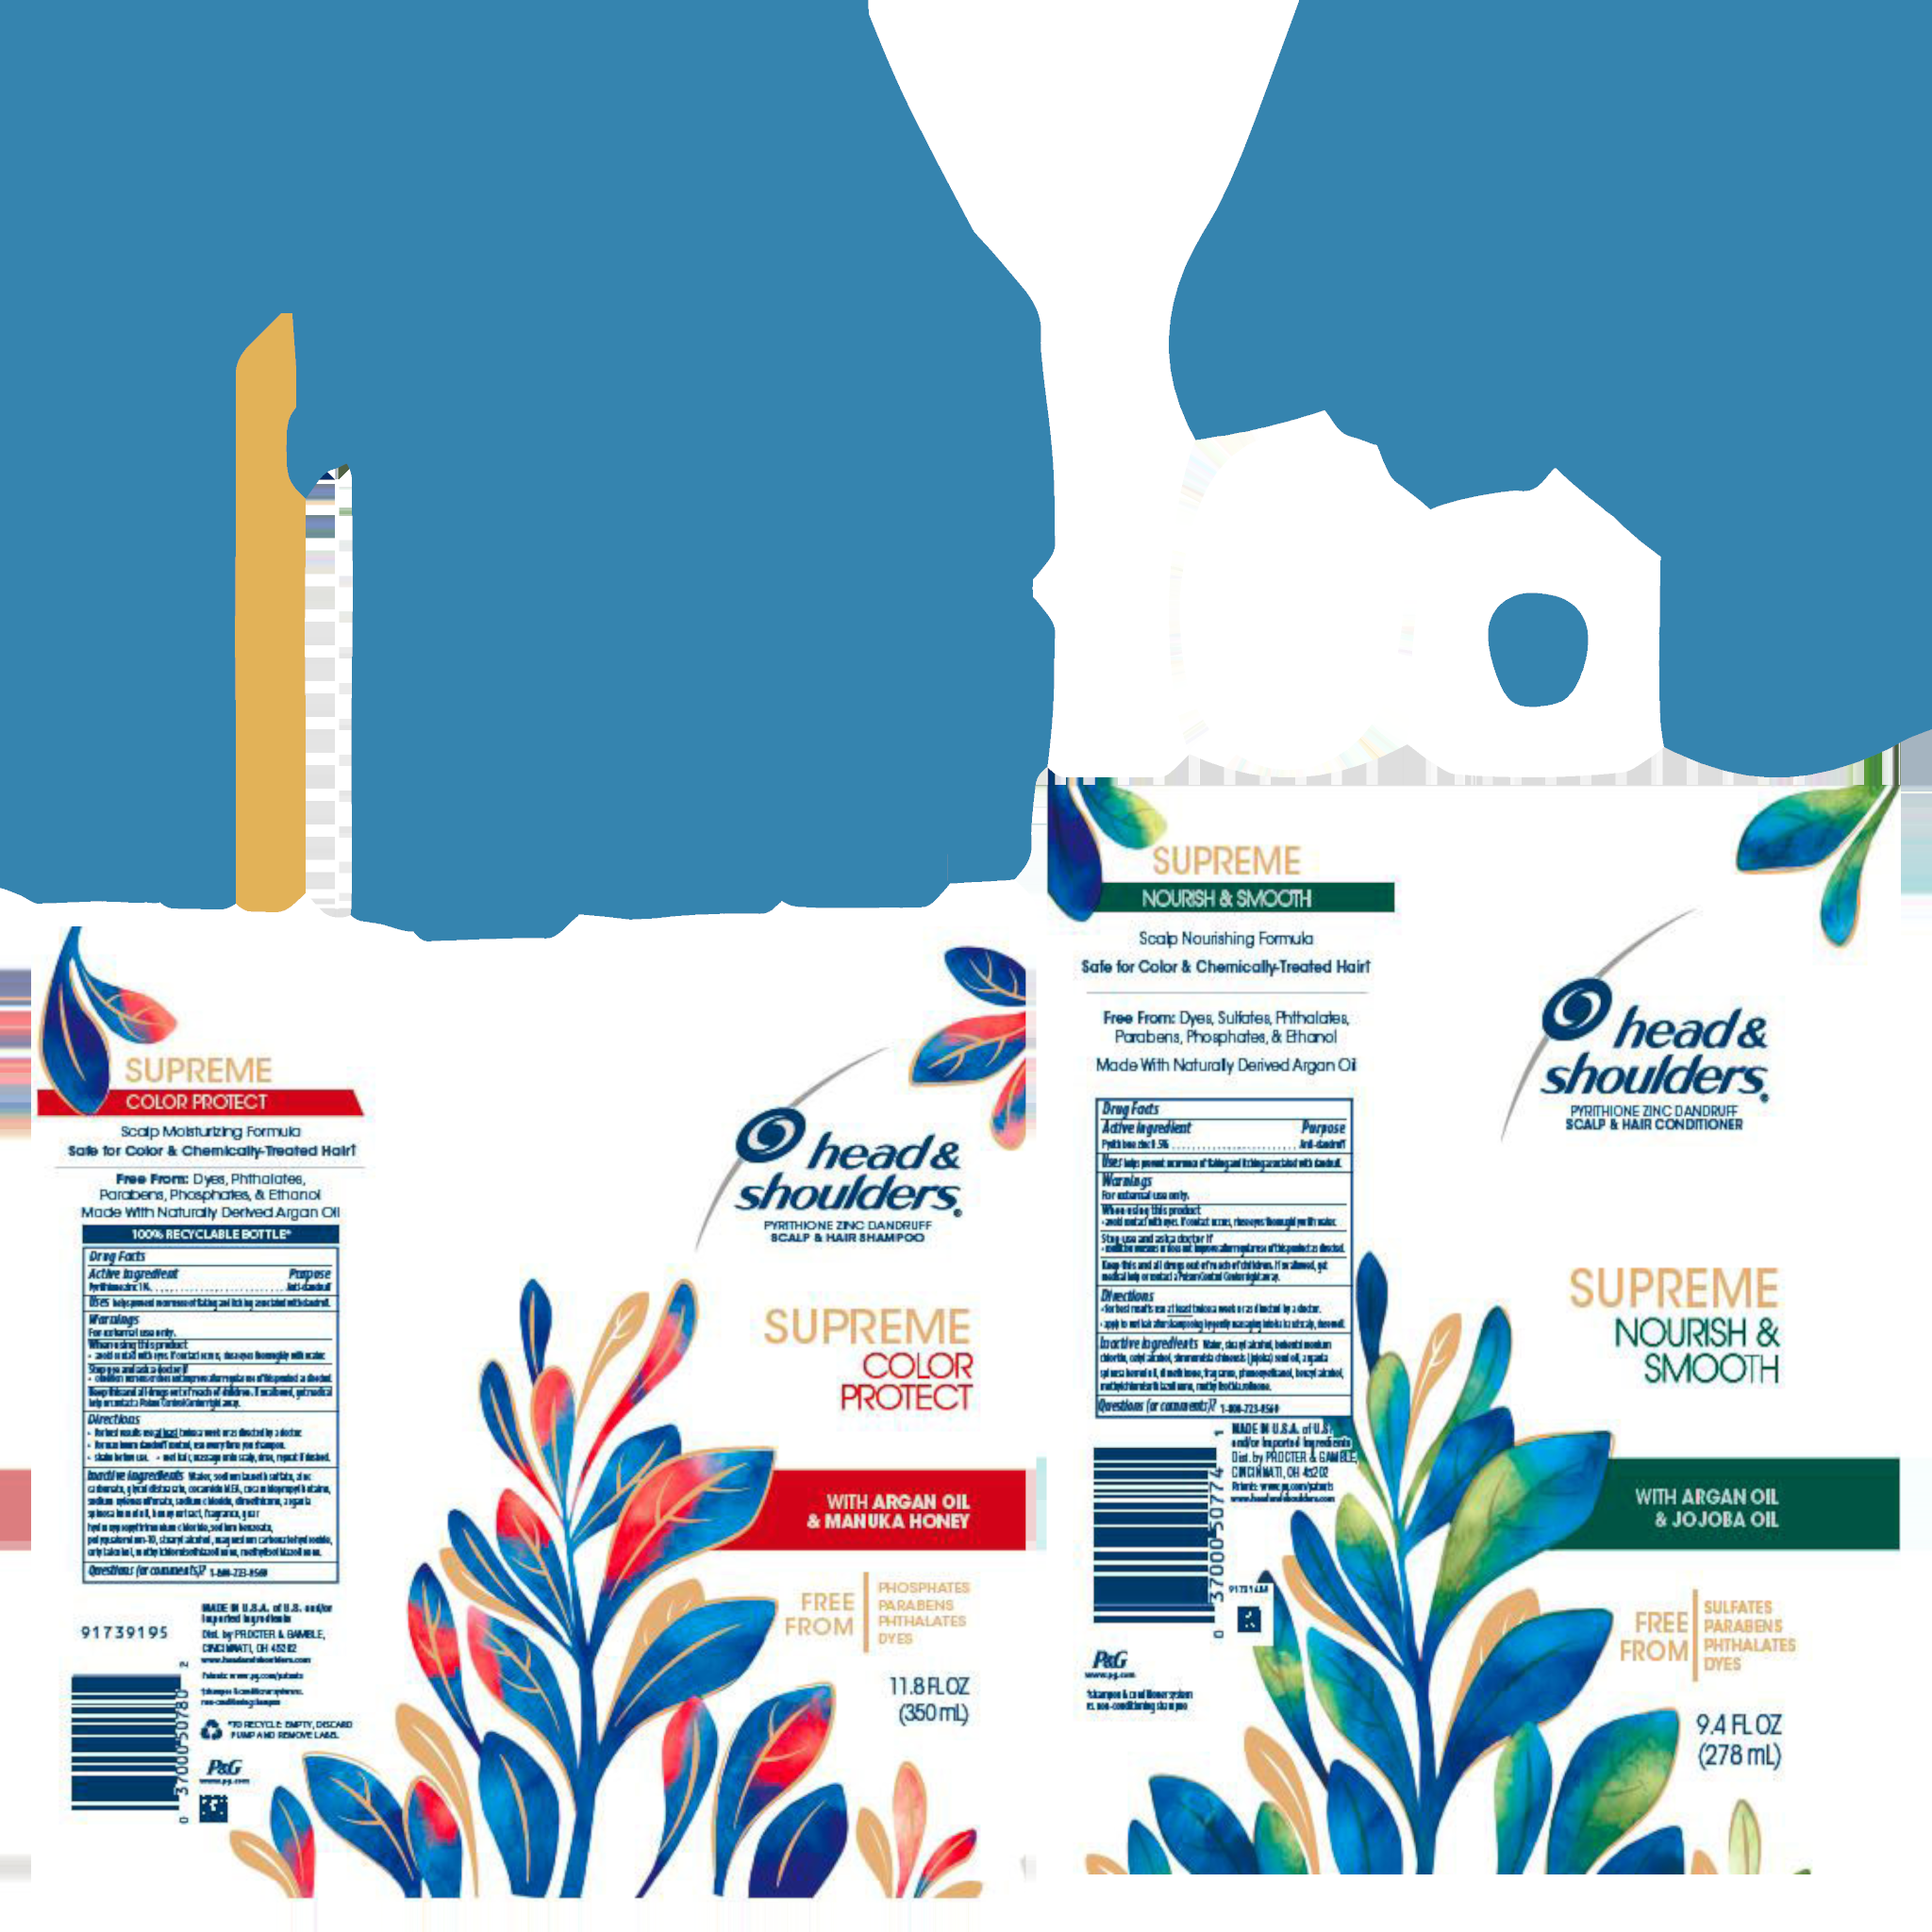 SUPREME
COLOR PROTECT
Scalp Moisturizing Formula
Safe for Color & Chemically-Treated Hair†
Free From: Dyes, Phthalates,
Parabens, Phosphates, & Ethanol
Made With Naturally Derived Argan Oil
100% RECYCLABLE BOTTLE*
Drug Facts
Active Ingredient Purpose
Pyrithione zinc 1% Anti-dandruff
Uses helps prevent recurrence of flaking and itching associated with dandruff.
Warnings
For external use only.
When using this product
• avoid contact with eyes. If contact occurs, rinse eyes thoroughly with water.
Stop use and ask a doctor if
• condition worsens or does not improve after regular use of this product as directed.
Keep this and all drugs out of reach of children. If swallowed, get medical
help or contact a Poison Control Center right away.
Directions
• for best results use at least twice a week or as directed by a doctor.
• for maximum dandruff control, use every time you shampoo.
• shake before use. • wet hair, massage onto scalp, rinse, repeat if desired.
Inactive ingredients Water, sodium laureth sulfate, zinc
carbonate, glycol distearate, cocamide MEA, cocamidopropyl betaine,
sodium xylenesulfonate, sodium chloride, dimethicone, argania
spinosa kernel oil, honey extract, fragrance, guar
hydroxypropyltrimonium chloride, sodium benzoate,
polyquaternium-10, stearyl alcohol, magnesium carbonate hydroxide,
cetyl alcohol, methylchloroisothiazolinone, methylisothiazolinone.
Questions (or comments)? 1-800-723-9569
91739195
MADE IN U.S.A. of U.S. and/or
Imported Ingredients
Dist. by PROCTER & GAMBLE,
CINCINNATI, OH 45202
www.headandshoulders.com
Patents: www.pg.com/patents
†shampoo & conditioner system vs.
non-conditioning shampoo
*TO RECYCLE: EMPTY, DISCARD
PUMP AND REMOVE LABEL
P&G
www.pg.com
0 37000 50780 2
head &
shoulders®
PYRITHIONE ZINC DANDRUFF
SCALP & HAIR SHAMPOO
SUPREME
COLOR
PROTECT
WITH ARGAN OIL
& MANUKA HONEY
FREE
FROM
PHOSPHATES
PARABENS
PHTHALATES
DYES
11.8 FL OZ
(350 mL)
SUPREME
NOURISH & SMOOTH
Scalp Nourishing Formula
Safe for Color & Chemically-Treated Hair†
Free From: Dyes, Sulfates, Phthalates,
Parabens, Phosphates, & Ethanol
Made With Naturally Derived Argan Oil
Drug Facts
Active Ingredient Purpose
Pyrithione zinc 0.5% Anti-dandruff
Uses helps prevent recurrence of flaking and itching associated with dandruff.
Warnings
For external use only.
When using this product
• avoid contact with eyes. If contact occurs, rinse eyes thoroughly with water.
Stop use and ask a doctor if
• condition worsens or does not improve after regular use of this product as directed.
Keep this and all drugs out of reach of children. If swallowed, get
medical help or contact a Poison Control Center right away.
Directions
• for best results use at least twice a week or as directed by a doctor.
• apply to wet hair after shampooing by gently massaging into hair and scalp, rinse well.
Inactive ingredients Water, stearyl alcohol, behentrimonium
chloride, cetyl alcohol, simmondsia chinensis (jojoba) seed oil, argania
spinosa kernel oil, dimethicone, fragrance, phenoxyethanol, benzyl alcohol,
methylchloroisothiazolinone, methylisothiazolinone.
Questions (or comments)? 1-800-723-9569
MADE IN U.S.A. of U.S.
and/or Imported Ingredients
Dist. by PROCTER & GAMBLE,
CINCINNATI, OH 45202
Patents: www.pg.com/patents
www.headandshoulders.com
0 37000 50774 1
P&G
www.pg.com
†shampoo & conditioner system
vs. non-conditioning shampoo
head &
shoulders®
PYRITHIONE ZINC DANDRUFF
SCALP & HAIR CONDITIONER
SUPREME
NOURISH &
SMOOTH
WITH ARGAN OIL
& JOJOBA OIL
FREE
FROM
SULFATES
PARABENS
PHTHALATES
DYES
9.4 FL OZ
(278 mL)